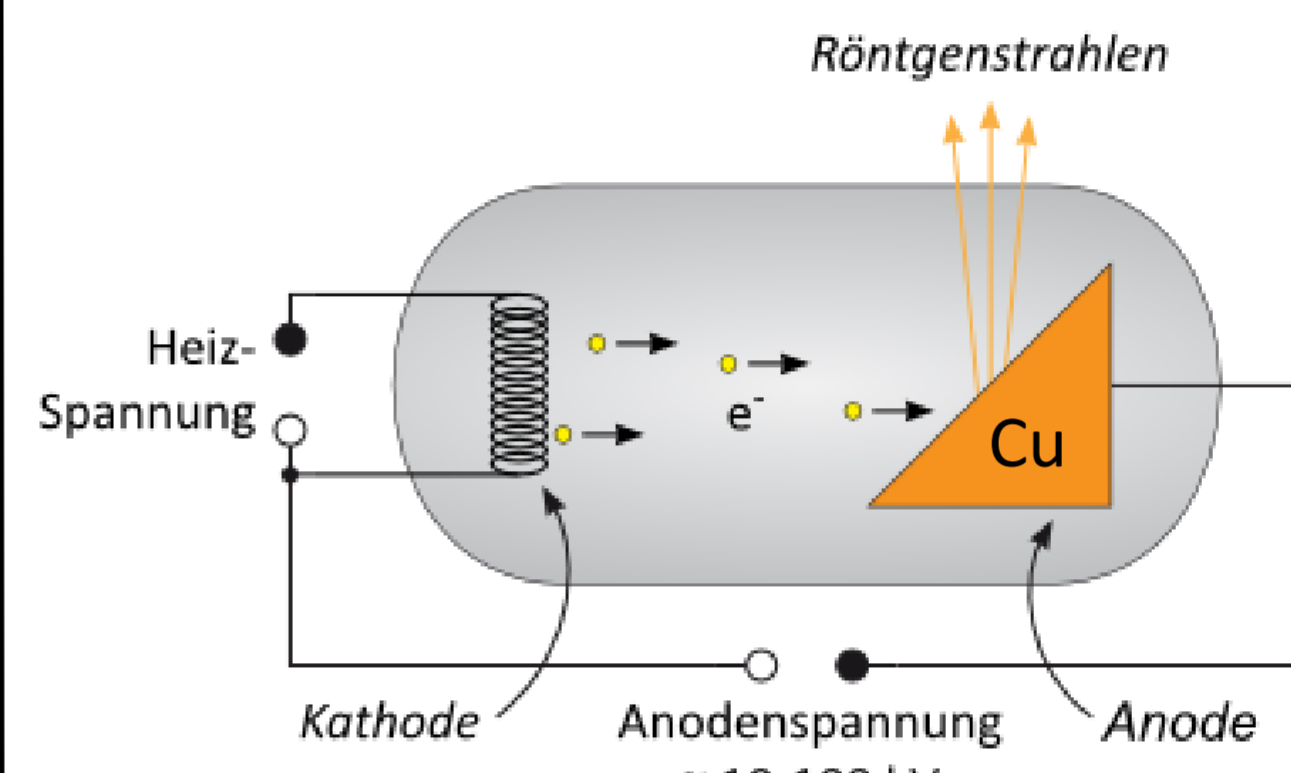 Röntgenstrahlen
Heiz-
Spannung
e⁻
Cu
Kathode
Anodenspannung
Anode